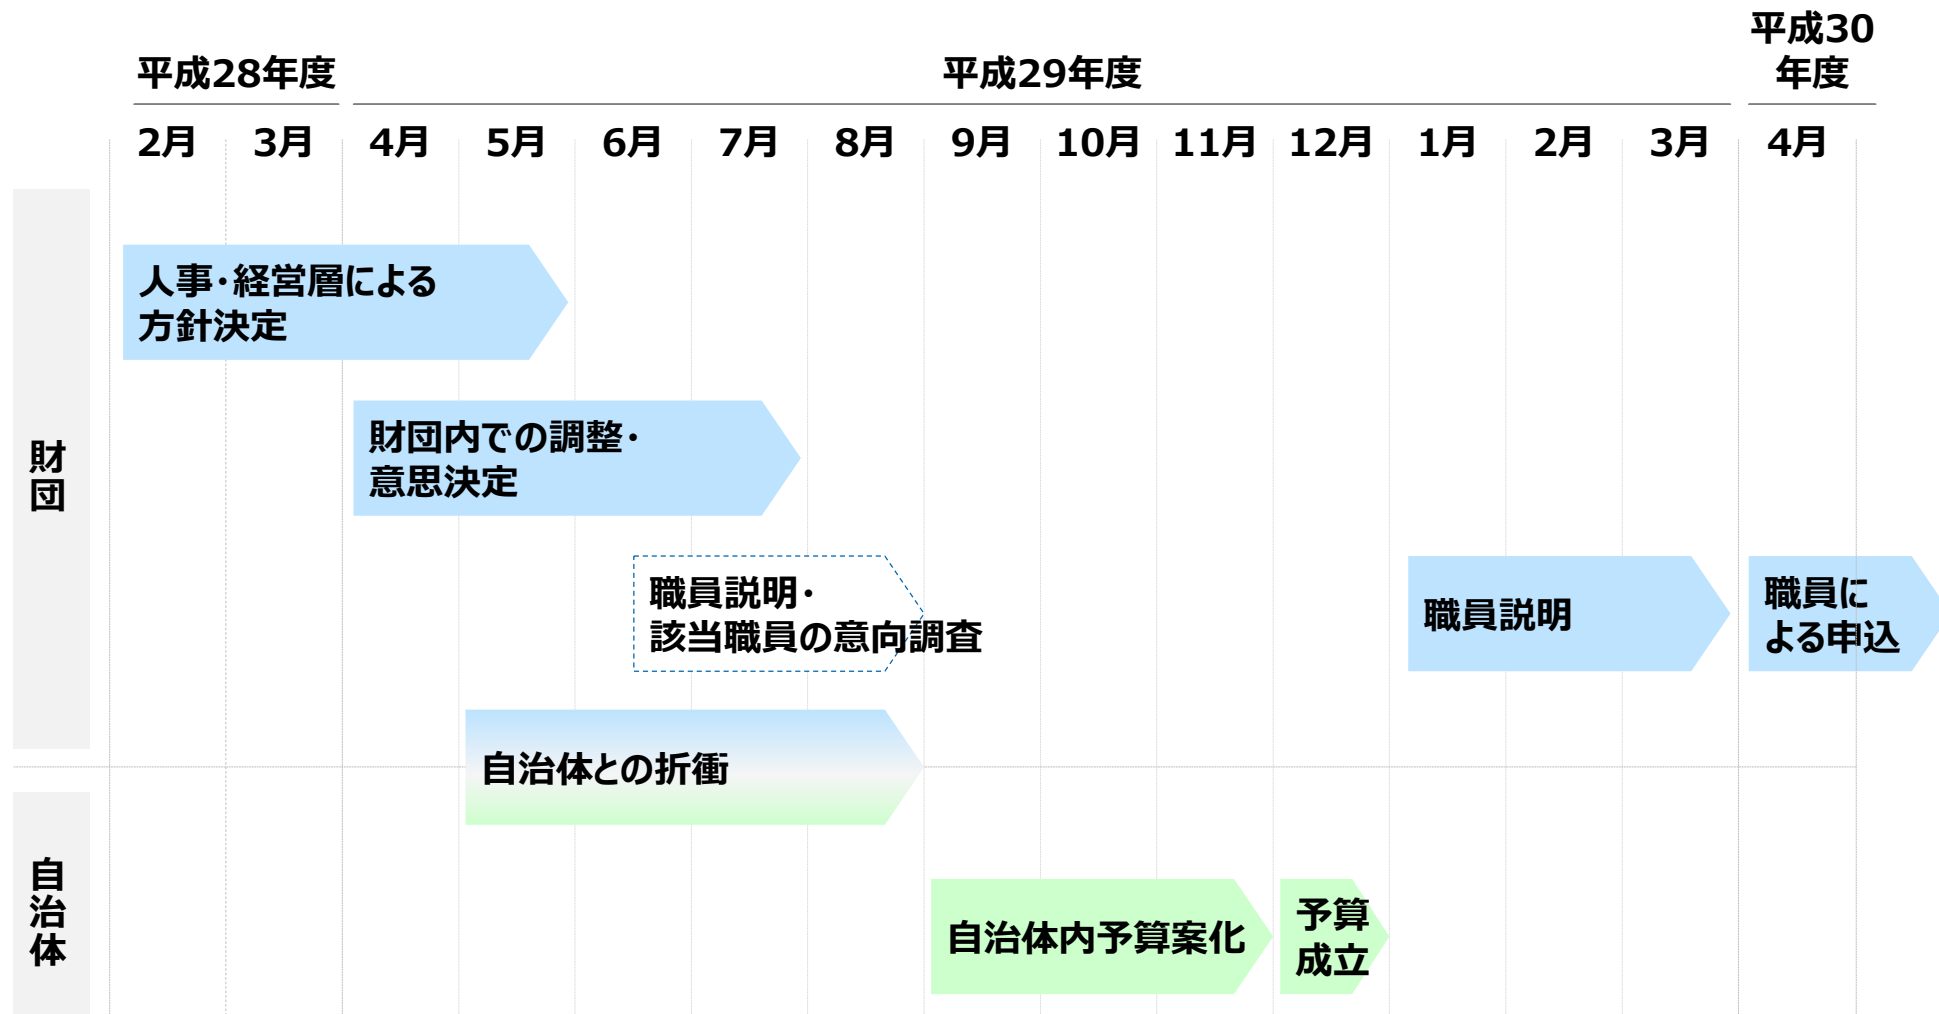 平成28年度
平成29年度
平成30
年度
2月 3月 4月 5月 6月 7月 8月 9月 10月 11月 12月 1月 2月 3月 4月
財団
人事・経営層による
方針決定
財団内での調整・
意思決定
職員説明・
該当職員の意向調査
職員説明
職員に
よる申込
自治体との折衝
自治体
自治体内予算案化
予算
成立